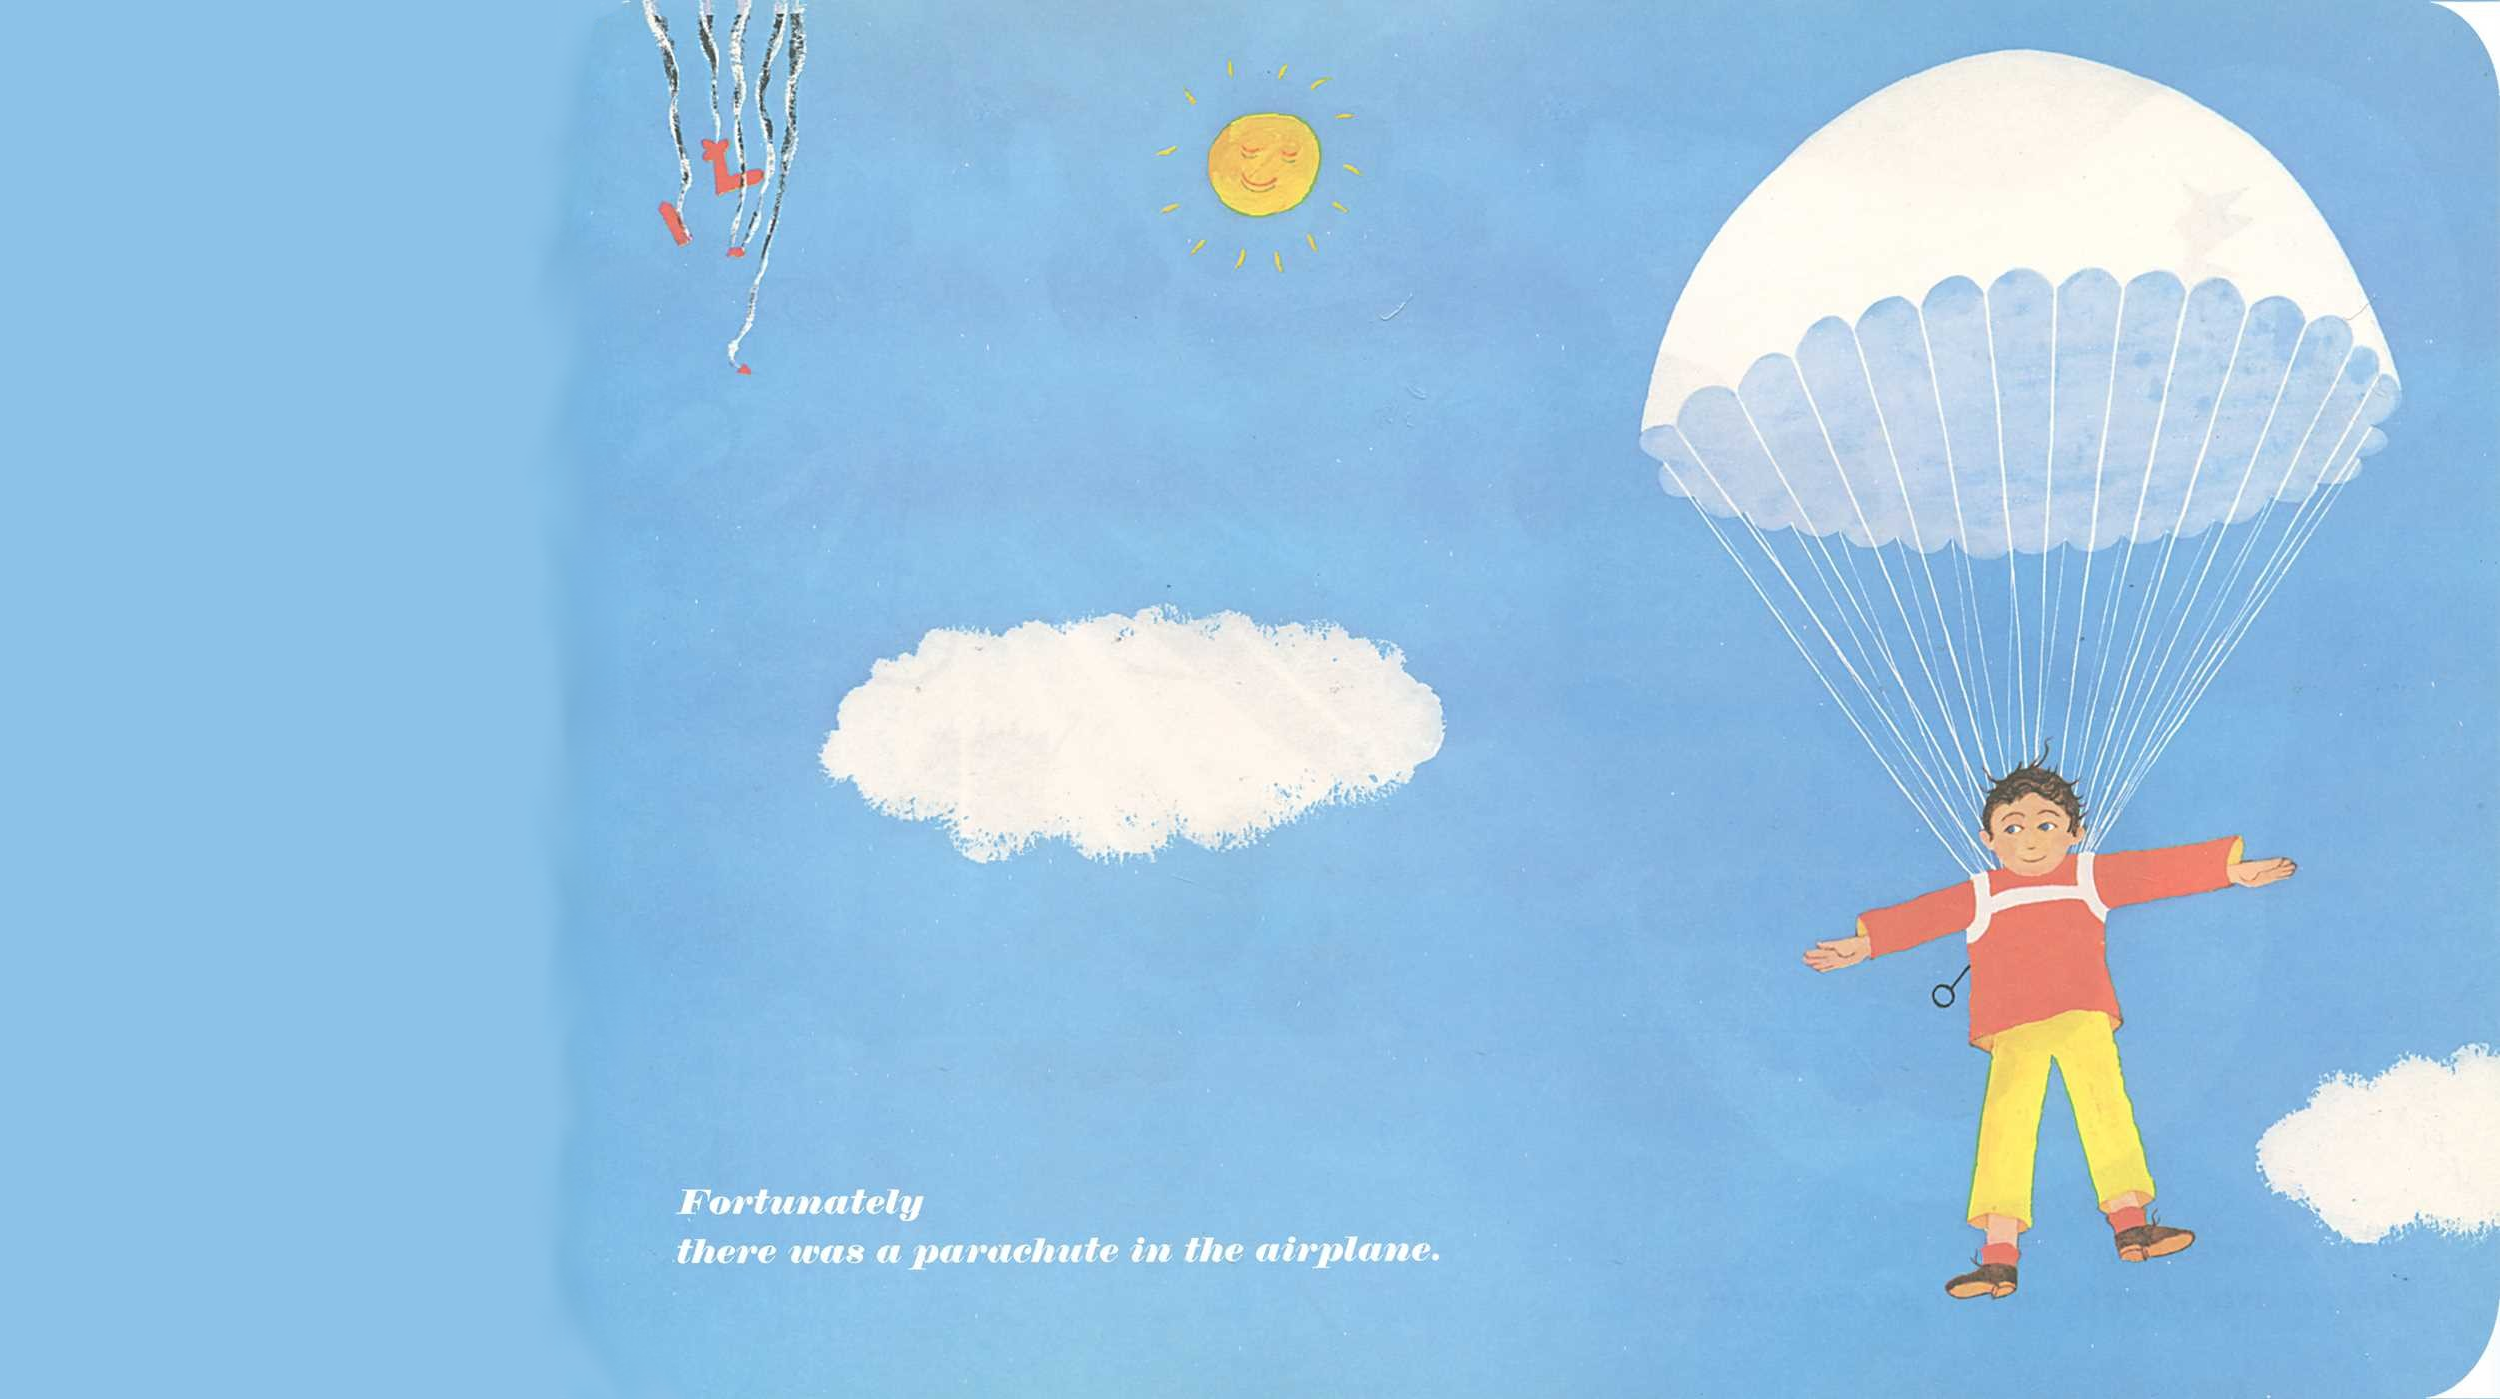 Fortunately
there was a parachute in the airplane.